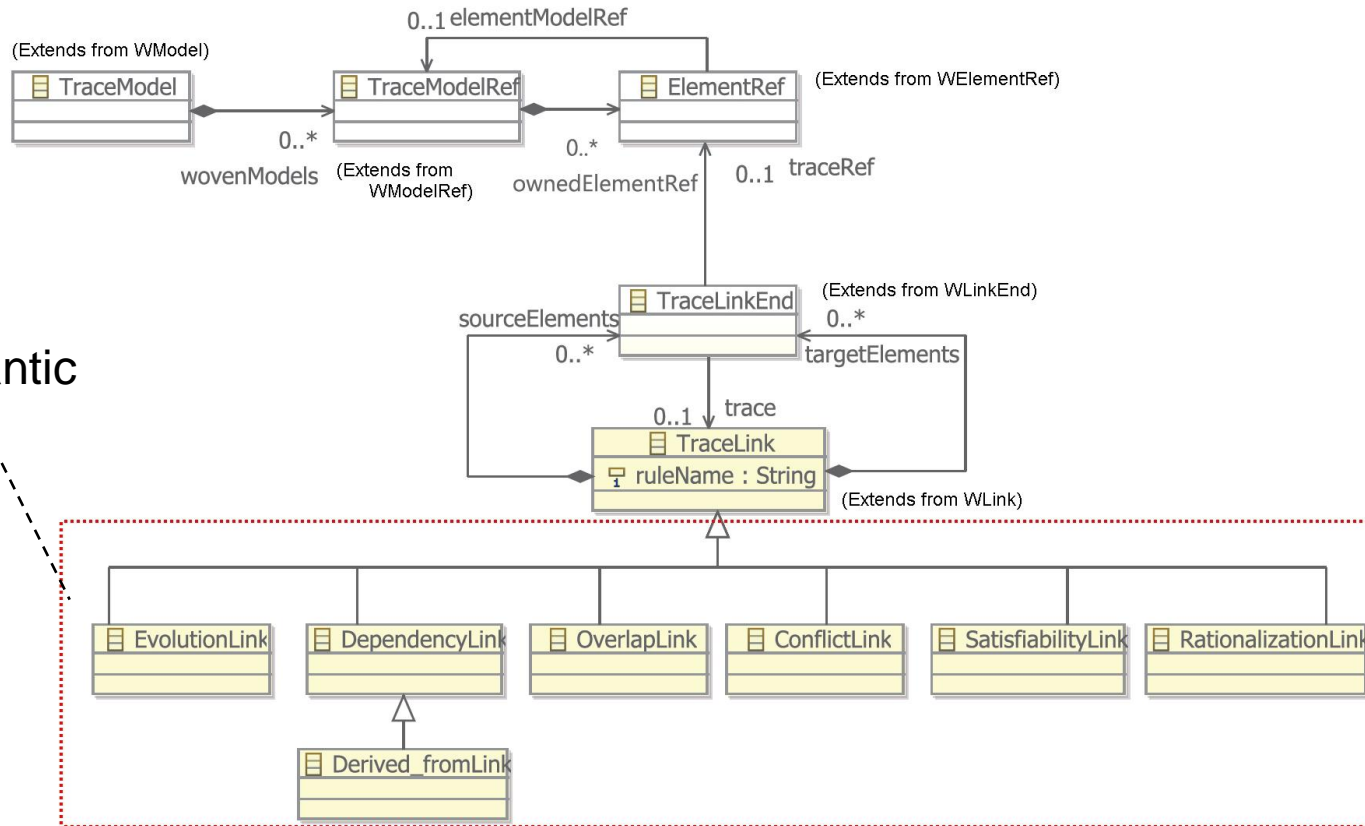 0..1 elementModelRef
(Extends from WModel)
TraceModel
TraceModelRef
ElementRef
(Extends from WElementRef)
0..*
wovenModels
(Extends from
WModelRef)
0..*
ownedElementRef
0..1 traceRef
TraceLinkEnd
(Extends from WLinkEnd)
sourceElements
0..*
0..*
targetElements
antic
0..1 trace
TraceLink
1 ruleName : String
(Extends from WLink)
EvolutionLink
DependencyLink
OverlapLink
ConflictLink
SatisfiabilityLink
RationalizationLink
Derived_fromLink